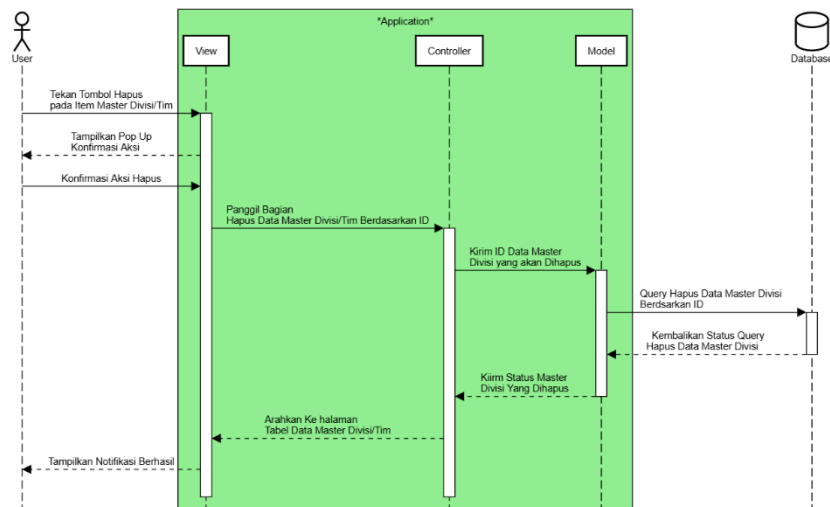 *Application*
View
Controller
Model
User
Database
Tekan Tombol Hapus
pada Item Master Divisi/Tim
Tampilkan Pop Up
Konfirmasi Aksi
Konfirmasi Aksi Hapus
Panggil Bagian
Hapus Data Master Divisi/Tim Berdasarkan ID
Kirim ID Data Master
Divisi yang akan Dihapus
Query Hapus Data Master Divisi
Berdsarkan ID
Kembalikan Status Query
Hapus Data Master Divisi
Kiirm Status Master
Divisi Yang Dihapus
Arahkan Ke halaman
Tabel Data Master Divisi/Tim
Tampilkan Notifikasi Berhasil